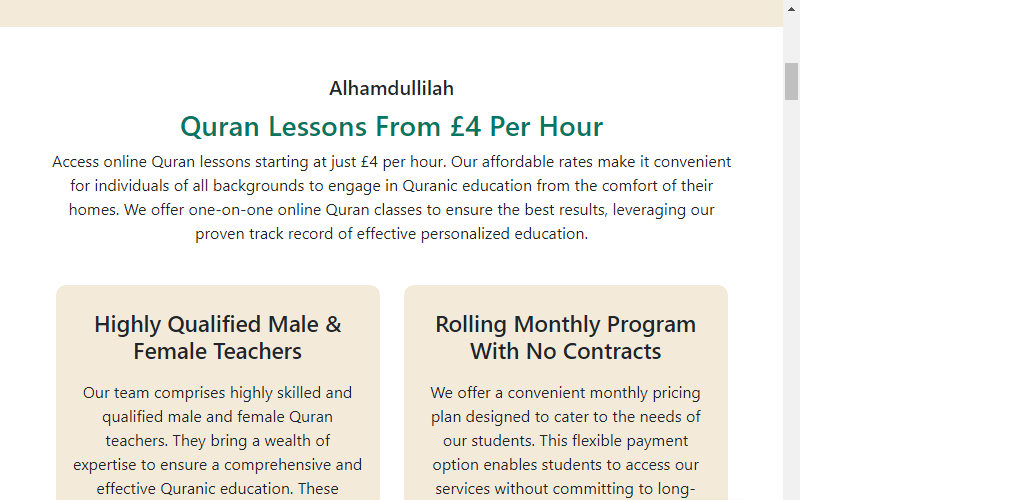 Alhamdullilah
Quran Lessons From £4 Per Hour
Access online Quran lessons starting at just £4 per hour. Our affordable rates make it convenient
for individuals of all backgrounds to engage in Quranic education from the comfort of their
homes. We offer one-on-one online Quran classes to ensure the best results, leveraging our
proven track record of effective personalized education.
Highly Qualified Male &
Female Teachers
Our team comprises highly skilled and
qualified male and female Quran
teachers. They bring a wealth of
expertise to ensure a comprehensive and
effective Quranic education. These
Rolling Monthly Program
With No Contracts
We offer a convenient monthly pricing
plan designed to cater to the needs of
our students. This flexible payment
option enables students to access our
services without committing to long-